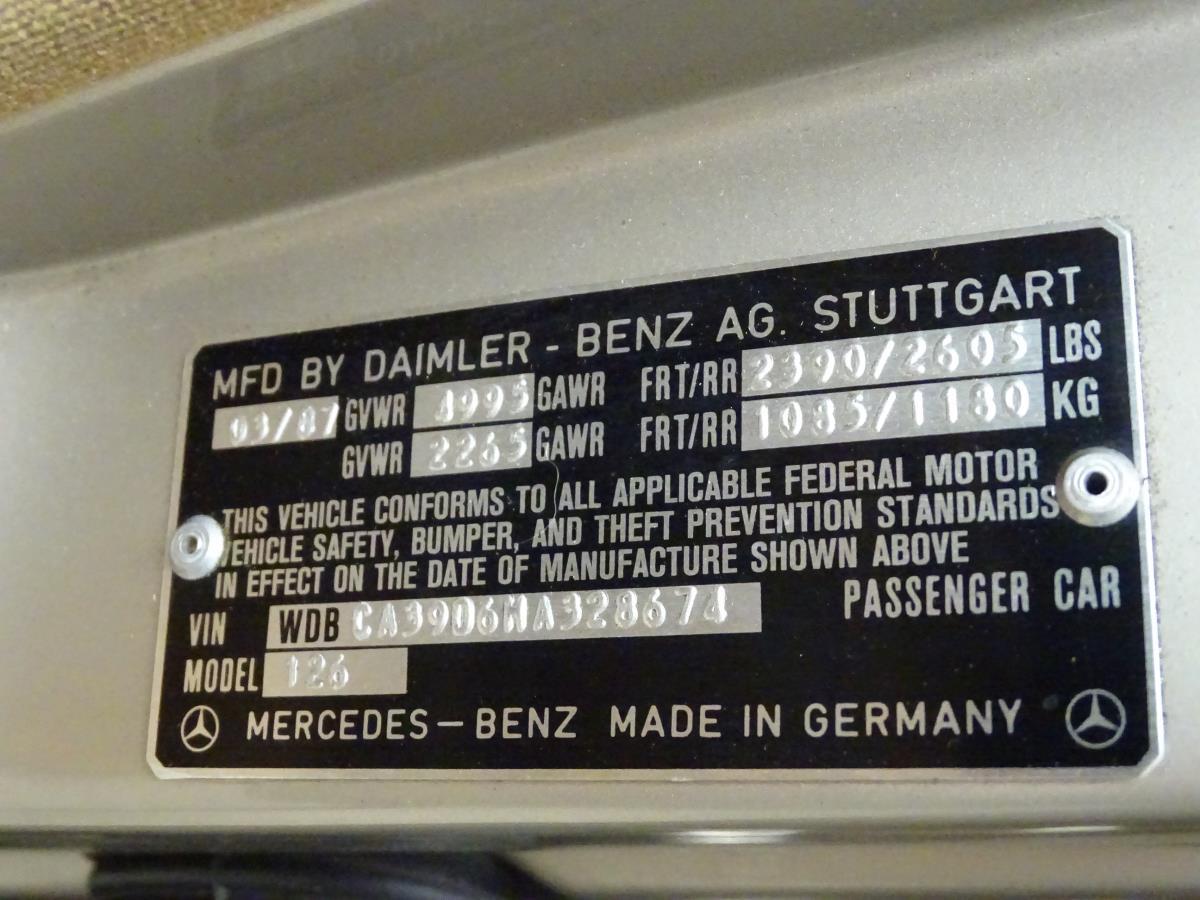 MFD BY DAIMLER - BENZ AG. STUTTGART
03/87 GVWR 4995 GAWR FRT/RR 2390/2605 LBS
GVWR 2265 GAWR FRT/RR 1085/1180 KG
THIS VEHICLE CONFORMS TO ALL APPLICABLE FEDERAL MOTOR
VEHICLE SAFETY, BUMPER, AND THEFT PREVENTION STANDARDS
IN EFFECT ON THE DATE OF MANUFACTURE SHOWN ABOVE
VIN WDB CA39D6HA328674 PASSENGER CAR
MODEL 126
MERCEDES-BENZ MADE IN GERMANY